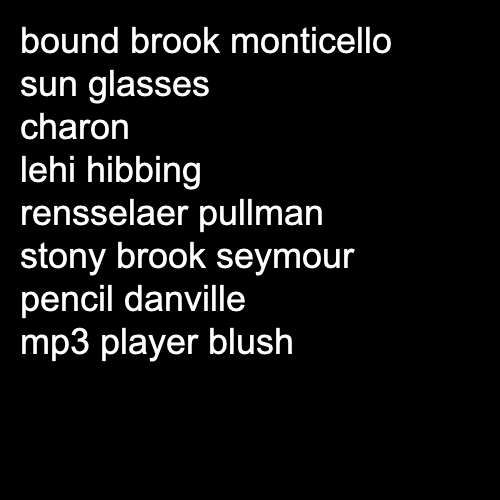 bound brook monticello
sun glasses
charon
lehi hibbing
rensselaer pullman
stony brook seymour
pencil danville
mp3 player blush